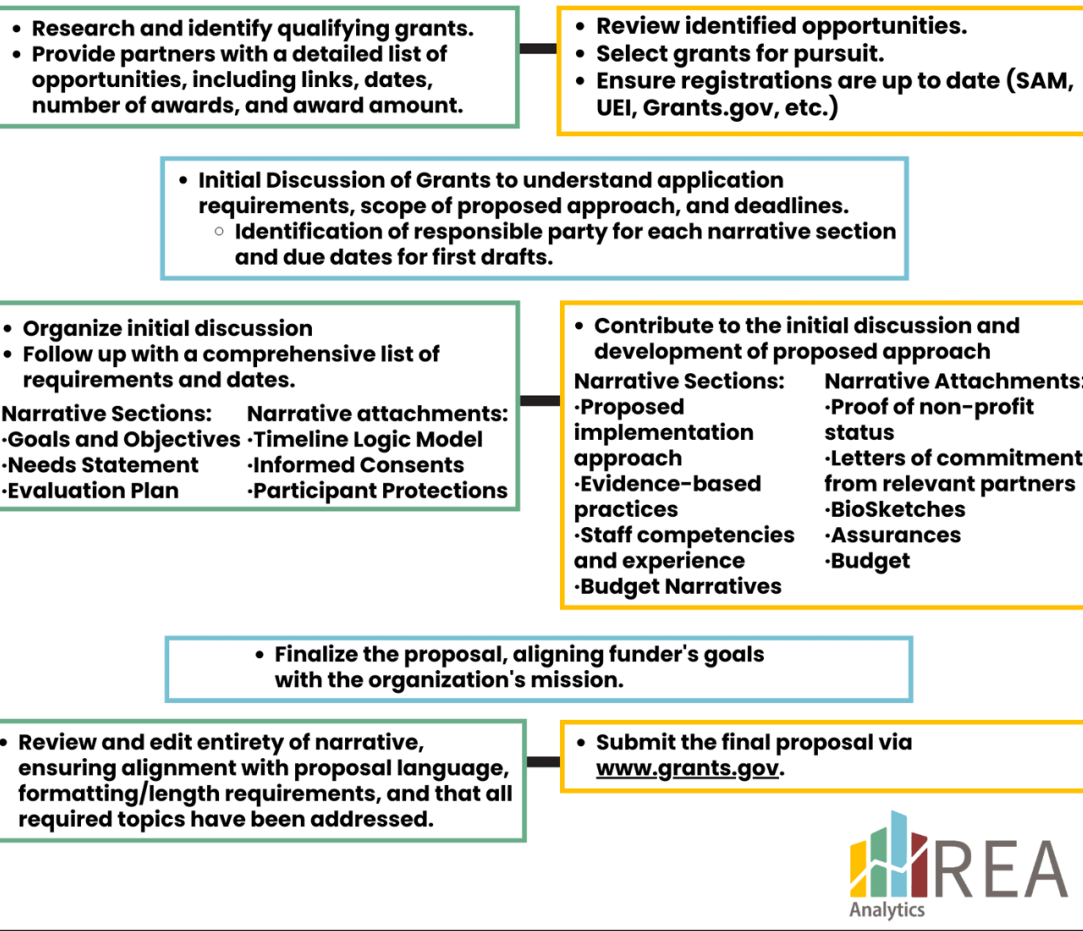 • Research and identify qualifying grants.
• Provide partners with a detailed list of
opportunities, including links, dates,
number of awards, and award amount.
• Review identified opportunities.
• Select grants for pursuit.
• Ensure registrations are up to date (SAM,
UEI, Grants.gov, etc.)
• Initial Discussion of Grants to understand application
requirements, scope of proposed approach, and deadlines.
○ Identification of responsible party for each narrative section
and due dates for first drafts.
• Organize initial discussion
• Follow up with a comprehensive list of
requirements and dates.
Narrative Sections:
·Goals and Objectives
·Needs Statement
·Evaluation Plan
Narrative attachments:
·Timeline Logic Model
·Informed Consents
·Participant Protections
• Contribute to the initial discussion and
development of proposed approach
Narrative Sections:
·Proposed
implementation
approach
·Evidence-based
practices
·Staff competencies
and experience
·Budget Narratives
Narrative Attachments:
·Proof of non-profit
status
·Letters of commitment
from relevant partners
·BioSketches
·Assurances
·Budget
• Finalize the proposal, aligning funder's goals
with the organization's mission.
• Review and edit entirety of narrative,
ensuring alignment with proposal language,
formatting/length requirements, and that all
required topics have been addressed.
• Submit the final proposal via
www.grants.gov.
REA
Analytics